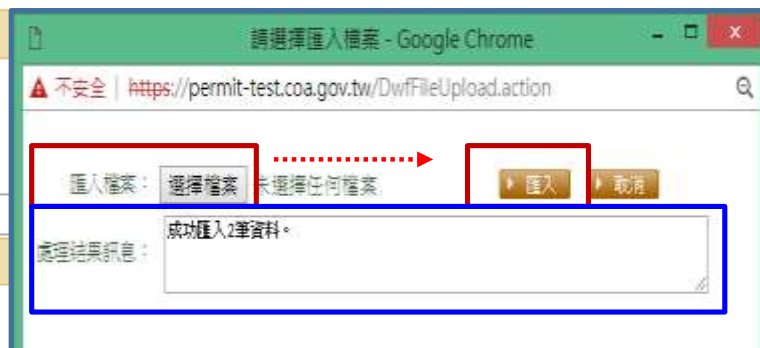 請選擇匯入檔案 - Google Chrome
不安全 | https://permit-test.coa.gov.tw/DwfFileUpload.action
匯入檔案： 選擇檔案 未選擇任何檔案 匯入 取消
處理結果訊息：
成功匯入2筆資料。